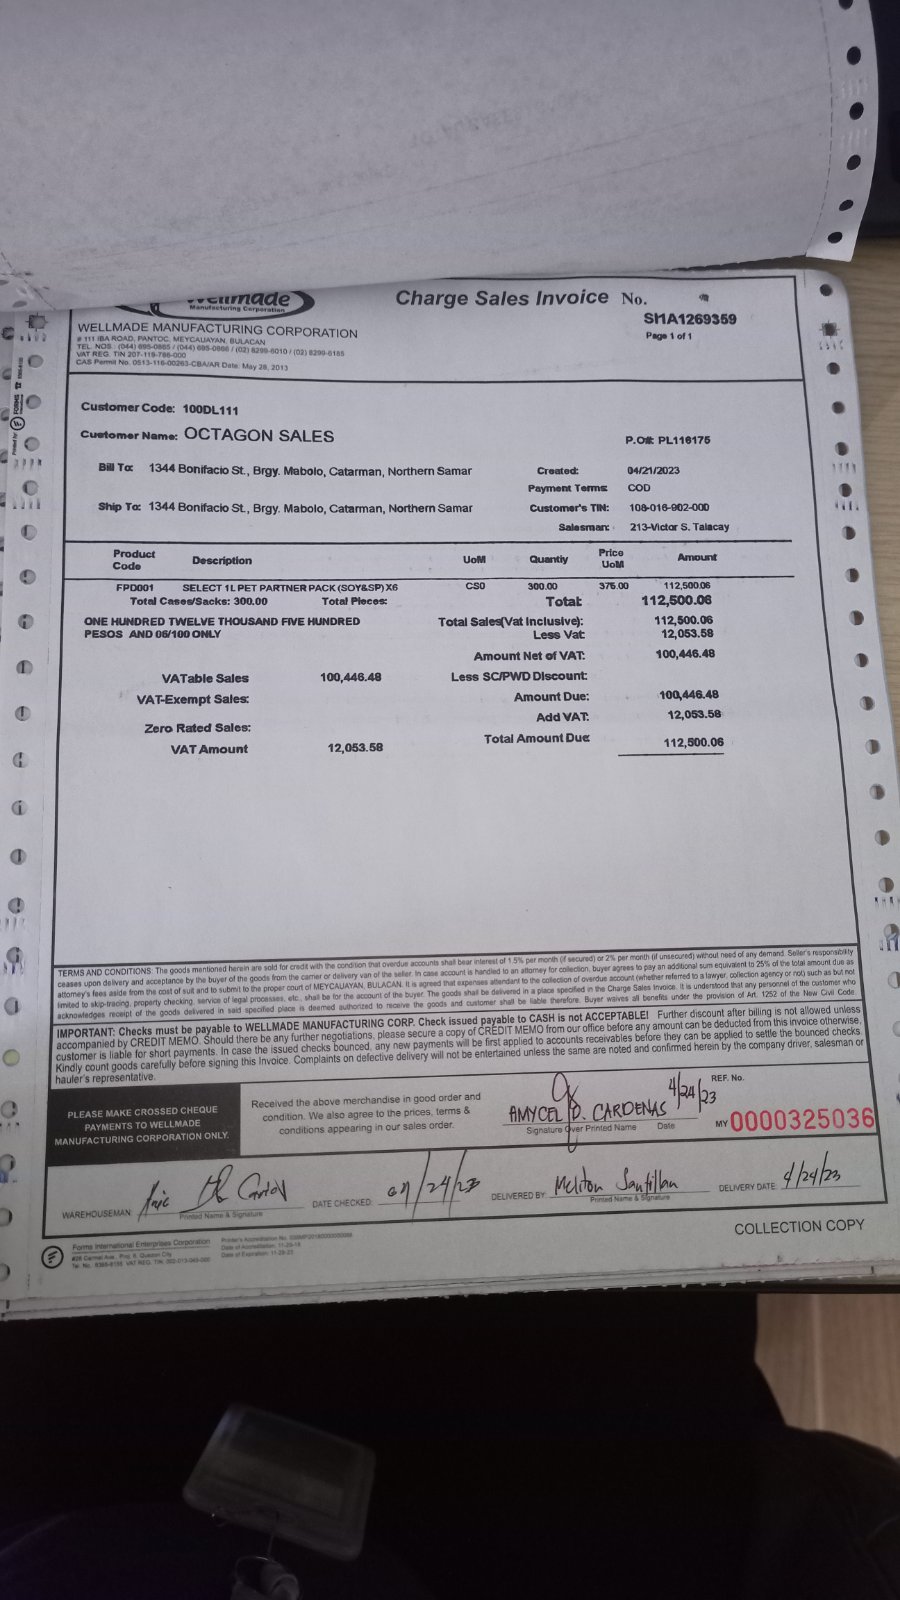 Wellmade
Manufacturing Corporation
Charge Sales Invoice No.
SI1A1269359
Page 1 of 1
WELLMADE MANUFACTURING CORPORATION
# 111 IBA ROAD, PANTOC, MEYCAUAYAN, BULACAN
TEL. NOS.: (044) 695-0865 / (044) 695-0866 / (02) 8299-6010 / (02) 8299-6185
VAT REG. TIN 207-119-786-000
CAS Permit No. 0513-116-00263-CBA/AR Date: May 28, 2013
Customer Code: 100DL111
Customer Name: OCTAGON SALES
P.O#: PL116175
Bill To: 1344 Bonifacio St., Brgy. Mabolo, Catarman, Northern Samar
Created: 04/21/2023
Payment Terms: COD
Ship To: 1344 Bonifacio St., Brgy. Mabolo, Catarman, Northern Samar
Customer's TIN: 108-016-902-000
Salesman: 213-Victor S. Talacay
Product Code Description UoM Quantiy Price UoM Amount
FPD001 SELECT 1L PET PARTNER PACK (SOY&SP) X6 CS0 300.00 375.00 112,500.06
Total Cases/Sacks: 300.00 Total Pieces: Total: 112,500.06
ONE HUNDRED TWELVE THOUSAND FIVE HUNDRED Total Sales(Vat Inclusive): 112,500.06
PESOS AND 06/100 ONLY Less Vat: 12,053.58
Amount Net of VAT: 100,446.48
VATable Sales 100,446.48 Less SC/PWD Discount:
VAT-Exempt Sales: Amount Due: 100,446.48
Add VAT: 12,053.58
Zero Rated Sales:
Total Amount Due: 112,500.06
VAT Amount 12,053.58
TERMS AND CONDITIONS: The goods mentioned herein are sold for credit with the condition that overdue accounts shall bear interest of 1.5% per month (if secured) or 2% per month (if unsecured) without need of any demand. Seller's responsibility
ceases upon delivery and acceptance by the buyer of the goods from the carrier or delivery van of the seller. In case account is handled to an attorney for collection, buyer agrees to pay an additional sum equivalent to 25% of the total amount due as
attorney's fees aside from the cost of suit and to submit to the proper court of MEYCAUAYAN, BULACAN. It is agreed that expenses attendant to the collection of overdue account (whether referred to a lawyer, collection agency or not) such as but not
limited to skip-tracing, property checking, service of legal processes, etc., shall be for the account of the buyer. The goods shall be delivered in a place specified in the Charge Sales Invoice. It is understood that any personnel of the customer who
acknowledges receipt of the goods delivered in said specified place is deemed authorized to receive the goods and customer shall be liable therefore. Buyer waives all benefits under the provision of Art. 1252 of the New Civil Code.
IMPORTANT: Checks must be payable to WELLMADE MANUFACTURING CORP. Check issued payable to CASH is not ACCEPTABLE! Further discount after billing is not allowed unless
accompanied by CREDIT MEMO. Should there be any further negotiations, please secure a copy of CREDIT MEMO from our office before any amount can be deducted from this invoice otherwise,
customer is liable for short payments. In case the issued checks bounced, any new payments will be first applied to accounts receivables before they can be applied to settle the bounced checks.
Kindly count goods carefully before signing this Invoice. Complaints on defective delivery will not be entertained unless the same are noted and confirmed herein by the company driver, salesman or
hauler's representative.
PLEASE MAKE CROSSED CHEQUE
PAYMENTS TO WELLMADE
MANUFACTURING CORPORATION ONLY.
Received the above merchandise in good order and
condition. We also agree to the prices, terms &
conditions appearing in our sales order.
AMYCEL D. CARDENAS 4/24/23
Signature Over Printed Name Date
REF. No.
MY 0000325036
WAREHOUSEMAN
Printed Name & Signature
DATE CHECKED: 04/24/23
DELIVERED BY: Meliton Santillan
Printed Name & Signature
DELIVERY DATE: 4/24/23
Forms International Enterprises Corporation
COLLECTION COPY